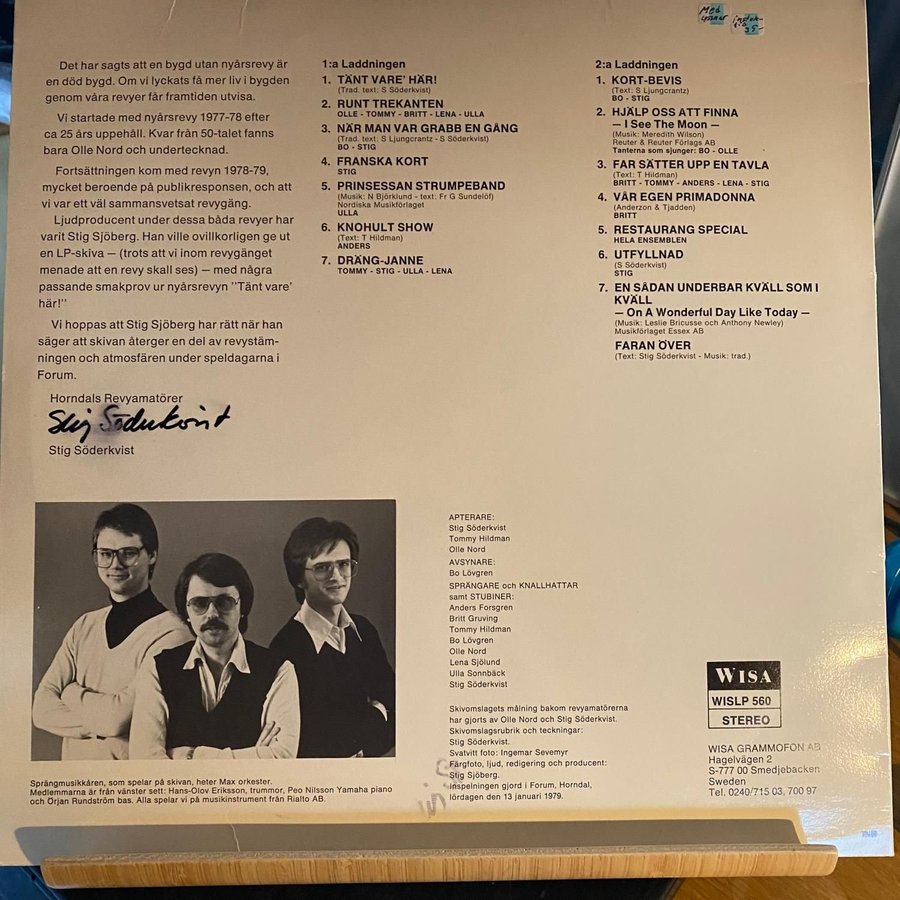 Med
Det har sagts att en bygd utan nyårsrevy är
en död bygd. Om vi lyckats få mer liv i bygden
genom våra revyer får framtiden utvisa.
Vi startade med nyårsrevy 1977-78 efter
ca 25 års uppehåll. Kvar från 50-talet fanns
bara Olle Nord och undertecknad.
Fortsättningen kom med revyn 1978-79,
mycket beroende på publikresponsen, och att
vi var ett väl sammansvetsat revygäng.
Ljudproducent under dessa båda revyer har
varit Stig Sjöberg. Han ville ovillkorligen ge ut
en LP-skiva — (trots att vi inom revygänget
menade att en revy skall ses) — med några
passande smakprov ur nyårsrevyn "Tänt vare'
här!"
Vi hoppas att Stig Sjöberg har rätt när han
säger att skivan återger en del av revystäm-
ningen och atmosfären under speldagarna i
Forum.
Horndals Revyamatörer
Stig Söderkvist
Stig Söderkvist
1:a Laddningen
1. TÄNT VARE' HÄR!
(Trad. text: S Söderkvist)
2. RUNT TREKANTEN
OLLE - TOMMY - BRITT - LENA - ULLA
3. NÄR MAN VAR GRABB EN GÅNG
(Trad. text: S Ljungcrantz - S Söderkvist)
BO - STIG
4. FRANSKA KORT
STIG
5. PRINSESSAN STRUMPEBAND
(Musik: N Björklund - text: Fr G Sundelöf)
Nordiska Musikförlaget
ULLA
6. KNOHULT SHOW
(Text: T Hildman)
ANDERS
7. DRÄNG-JANNE
TOMMY - STIG - ULLA - LENA
2:a Laddningen
1. KORT-BEVIS
(Text: S Ljungcrantz)
BO - STIG
2. HJÄLP OSS ATT FINNA
— I See The Moon —
(Musik: Meredith Wilson)
Reuter & Reuter Förlags AB
Tanterna som sjunger: BO - OLLE
3. FAR SÄTTER UPP EN TAVLA
(Text: T Hildman)
BRITT - TOMMY - ANDERS - LENA - STIG
4. VÅR EGEN PRIMADONNA
(Anderzon & Tjadden)
BRITT
5. RESTAURANG SPECIAL
HELA ENSEMBLEN
6. UTFYLLNAD
(S Söderkvist)
STIG
7. EN SÅDAN UNDERBAR KVÄLL SOM I
KVÄLL
— On A Wonderful Day Like Today —
(Musik: Leslie Bricusse och Anthony Newley)
Musikförlaget Essex AB
FARAN ÖVER
(Text: Stig Söderkvist - Musik: trad.)
Sprängmusikkåren, som spelar på skivan, heter Max orkester.
Medlemmarna är från vänster sett: Hans-Olov Eriksson, trummor, Peo Nilsson Yamaha piano
och Örjan Rundström bas. Alla spelar vi på musikinstrument från Rialto AB.
APTERARE:
Stig Söderkvist
Tommy Hildman
Olle Nord
AVSYNARE:
Bo Lövgren
SPRÄNGARE och KNALLHATTAR
samt STUBINER:
Anders Forsgren
Britt Gruving
Tommy Hildman
Bo Lövgren
Olle Nord
Lena Sjölund
Ulla Sonnbäck
Stig Söderkvist
Skivomslagets målning bakom revyamatörerna
har gjorts av Olle Nord och Stig Söderkvist.
Skivomslagsrubrik och teckningar:
Stig Söderkvist.
Svatvitt foto: Ingemar Sevemyr
Färgfoto, ljud, redigering och producent:
Stig Sjöberg.
Inspelningen gjord i Forum, Horndal,
lördagen den 13 januari 1979.
WISA
WISLP 560
STEREO
WISA GRAMMOFON AB
Hagelvägen 2
S-777 00 Smedjebacken
Sweden
Tel. 0240/715 03, 700 97